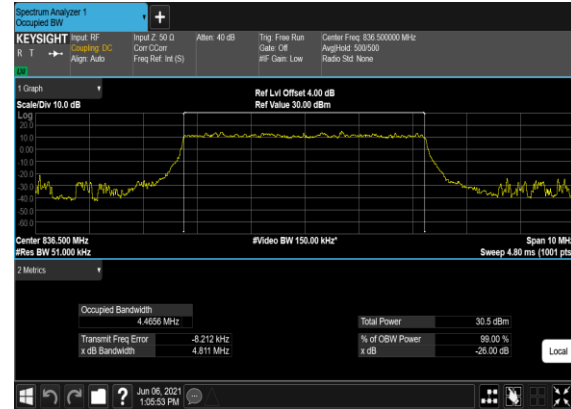 Spectrum Analyzer 1
Occupied BW
+
KEYSIGHT Input: RF Input Z: 50 Ω Atten: 40 dB Trig: Free Run Center Freq: 836.500000 MHz
R T Coupling: DC Corr CCorr Gate: Off Avg|Hold: 500/500
Align: Auto Freq Ref: Int (S) #IF Gain: Low Radio Std: None
LU
1 Graph
Ref Lvl Offset 4.00 dB
Scale/Div 10.0 dB Ref Value 30.00 dBm
Log
20.0
10.0
0.00
-10.0
-20.0
-30.0
-40.0
-50.0
-60.0
Center 836.500 MHz #Video BW 150.00 kHz* Span 10 MHz
#Res BW 51.000 kHz Sweep 4.80 ms (1001 pts
2 Metrics
Occupied Bandwidth
4.4656 MHz Total Power 30.5 dBm
Transmit Freq Error -8.212 kHz % of OBW Power 99.00 %
x dB Bandwidth 4.811 MHz x dB -26.00 dB
Local
? Jun 06, 2021
1:05:53 PM